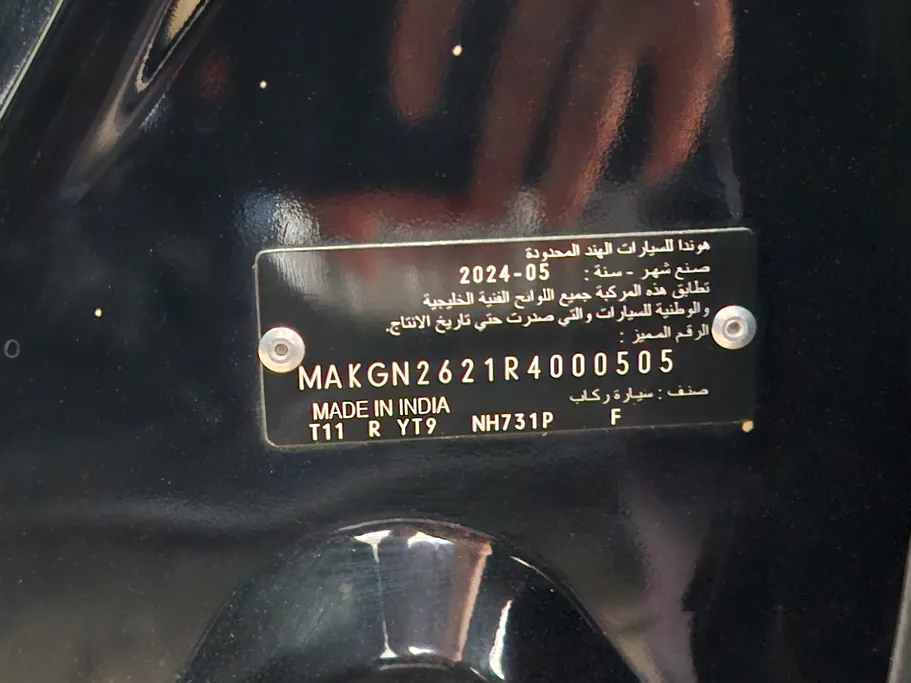 هوندا للسيارات الهند المحدودة
صنع شهر - سنة : 2024-05
تطابق هذه المركبة جميع اللوائح الفنية الخليجية
والوطنية للسيارات والتي صدرت حتي تاريخ الانتاج.
الرقم المميز :
MAKGN2621R4000505
صنف : سيارة ركاب
MADE IN INDIA
T11 R YT9 NH731P F